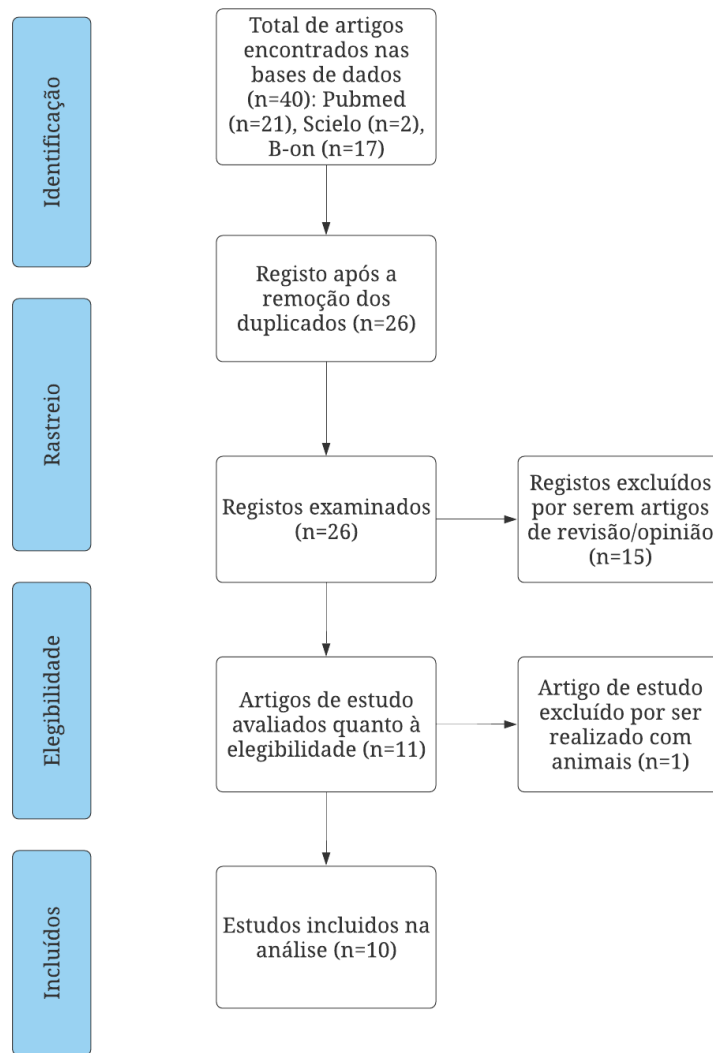 Identificação
Total de artigos
encontrados nas
bases de dados
(n=40): Pubmed
(n=21), Scielo (n=2),
B-on (n=17)
Registo após a
remoção dos
duplicados (n=26)
Rastreio
Registos examinados
(n=26)
Registos excluídos
por serem artigos
de revisão/opinião
(n=15)
Elegibilidade
Artigos de estudo
avaliados quanto à
elegibilidade (n=11)
Artigo de estudo
excluído por ser
realizado com
animais (n=1)
Incluídos
Estudos incluidos na
análise (n=10)